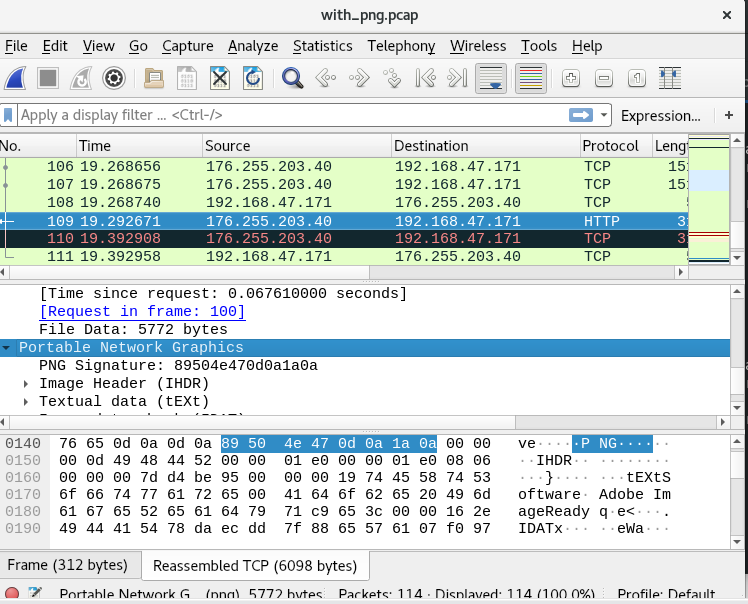 with_png.pcap ×
File Edit View Go Capture Analyze Statistics Telephony Wireless Tools Help
Apply a display filter ... <Ctrl-/> Expression... +
No. Time Source Destination Protocol Lengt
106 19.268656 176.255.203.40 192.168.47.171 TCP 15
107 19.268675 176.255.203.40 192.168.47.171 TCP 15
108 19.268740 192.168.47.171 176.255.203.40 TCP
109 19.292671 176.255.203.40 192.168.47.171 HTTP 3
110 19.392908 176.255.203.40 192.168.47.171 TCP 3
111 19.392958 192.168.47.171 176.255.203.40 TCP
[Time since request: 0.067610000 seconds]
[Request in frame: 100]
File Data: 5772 bytes
Portable Network Graphics
PNG Signature: 89504e470d0a1a0a
Image Header (IHDR)
Textual data (tEXt)
0140 76 65 0d 0a 0d 0a 89 50 4e 47 0d 0a 1a 0a 00 00 ve·····P NG······
0150 00 0d 49 48 44 52 00 00 01 e0 00 00 01 e0 08 06 ··IHDR·· ········
0160 00 00 00 7d d4 be 95 00 00 00 19 74 45 58 74 53 ···}···· ···tEXtS
0170 6f 66 74 77 61 72 65 00 41 64 6f 62 65 20 49 6d oftware· Adobe Im
0180 61 67 65 52 65 61 64 79 71 c9 65 3c 00 00 16 2e ageReady q·e<···.
0190 49 44 41 54 78 da ec dd 7f 88 65 57 61 07 f0 97 IDATx··· ··eWa···
Frame (312 bytes) Reassembled TCP (6098 bytes)
Portable Network G... (png), 5772 bytes Packets: 114 · Displayed: 114 (100.0%) Profile: Default